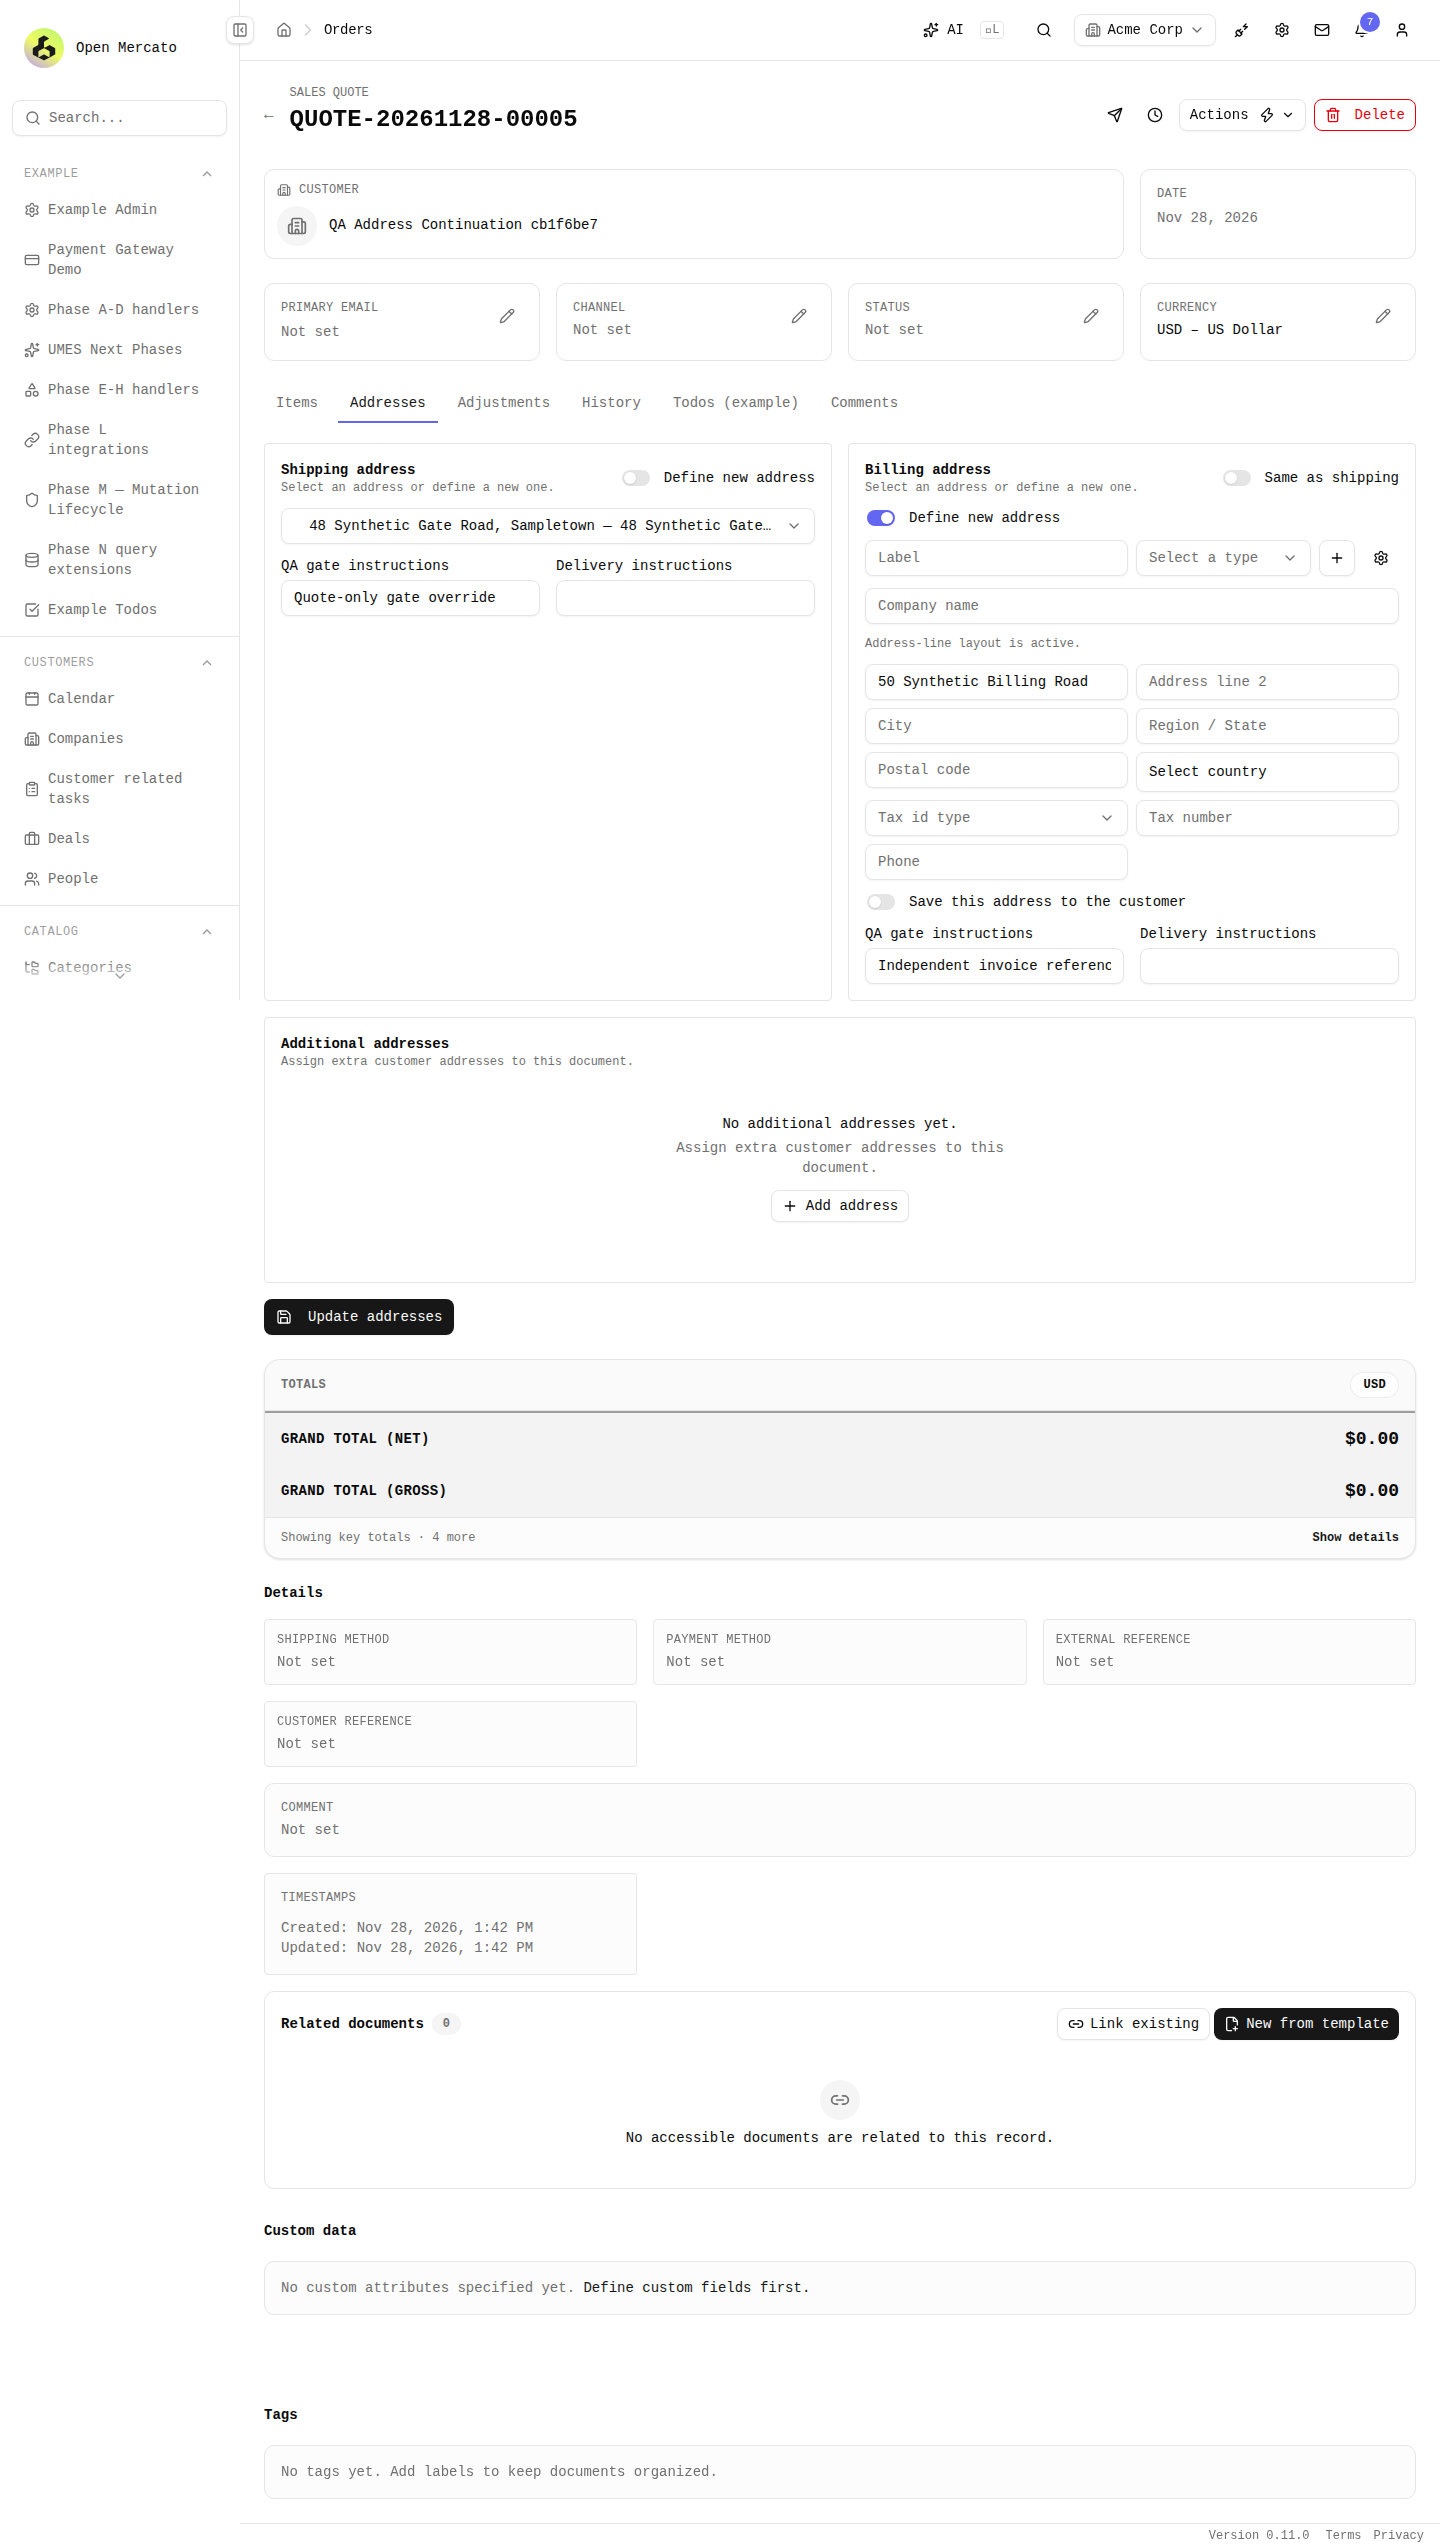 Open Mercato
Search...
EXAMPLE
Example Admin
Payment Gateway
Demo
Phase A-D handlers
UMES Next Phases
Phase E-H handlers
Phase L
integrations
Phase M — Mutation
Lifecycle
Phase N query
extensions
Example Todos
CUSTOMERS
Calendar
Companies
Customer related
tasks
Deals
People
CATALOG
Categories
Orders
AI
Acme Corp
7
SALES QUOTE
← QUOTE-20261128-00005
Actions
Delete
CUSTOMER
QA Address Continuation cb1f6be7
DATE
Nov 28, 2026
PRIMARY EMAIL
Not set
CHANNEL
Not set
STATUS
Not set
CURRENCY
USD – US Dollar
Items Addresses Adjustments History Todos (example) Comments
Shipping address
Select an address or define a new one.
Define new address
48 Synthetic Gate Road, Sampletown — 48 Synthetic Gate…
QA gate instructions
Delivery instructions
Quote-only gate override
Billing address
Select an address or define a new one.
Same as shipping
Define new address
Label
Select a type
Company name
Address-line layout is active.
50 Synthetic Billing Road
Address line 2
City
Region / State
Postal code
Select country
Tax id type
Tax number
Phone
Save this address to the customer
QA gate instructions
Delivery instructions
Independent invoice referenc
Additional addresses
Assign extra customer addresses to this document.
No additional addresses yet.
Assign extra customer addresses to this
document.
Add address
Update addresses
TOTALS
USD
GRAND TOTAL (NET)
$0.00
GRAND TOTAL (GROSS)
$0.00
Showing key totals · 4 more
Show details
Details
SHIPPING METHOD
Not set
PAYMENT METHOD
Not set
EXTERNAL REFERENCE
Not set
CUSTOMER REFERENCE
Not set
COMMENT
Not set
TIMESTAMPS
Created: Nov 28, 2026, 1:42 PM
Updated: Nov 28, 2026, 1:42 PM
Related documents 0
Link existing
New from template
No accessible documents are related to this record.
Custom data
No custom attributes specified yet. Define custom fields first.
Tags
No tags yet. Add labels to keep documents organized.
Version 0.11.0 Terms Privacy